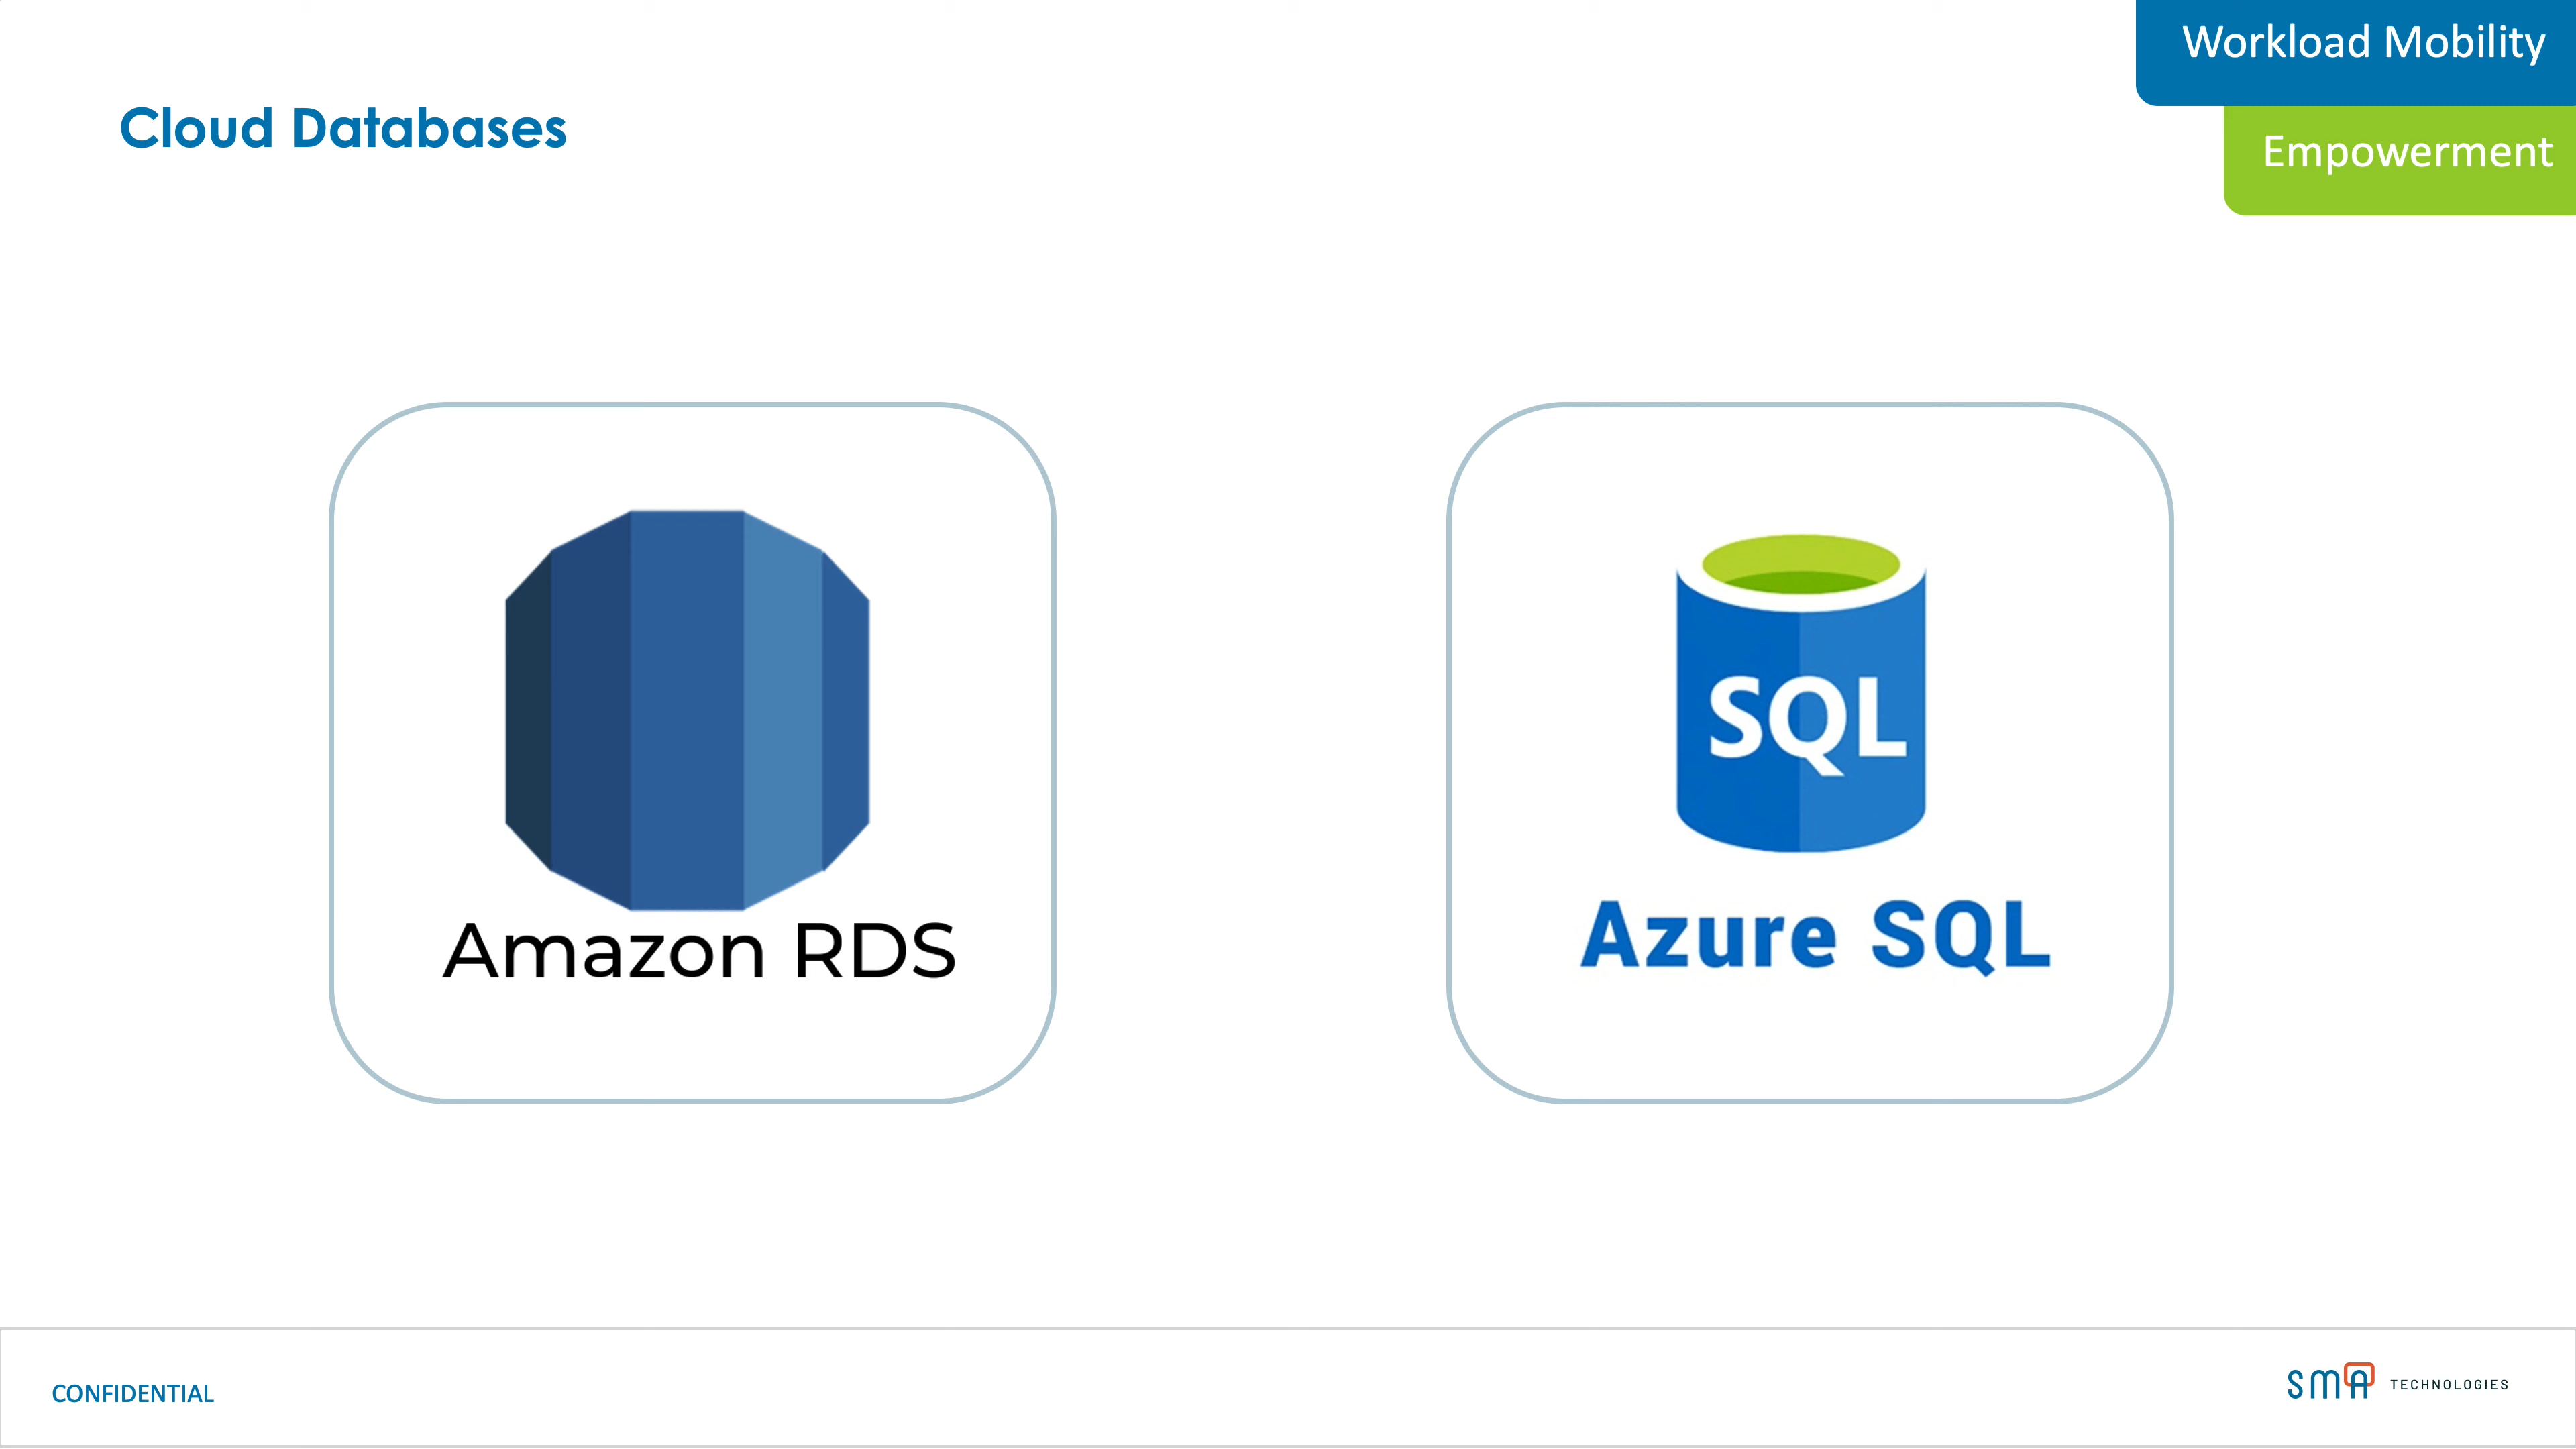 Workload Mobility
Empowerment
Cloud Databases
Amazon RDS
SQL
Azure SQL
CONFIDENTIAL
SMA TECHNOLOGIES